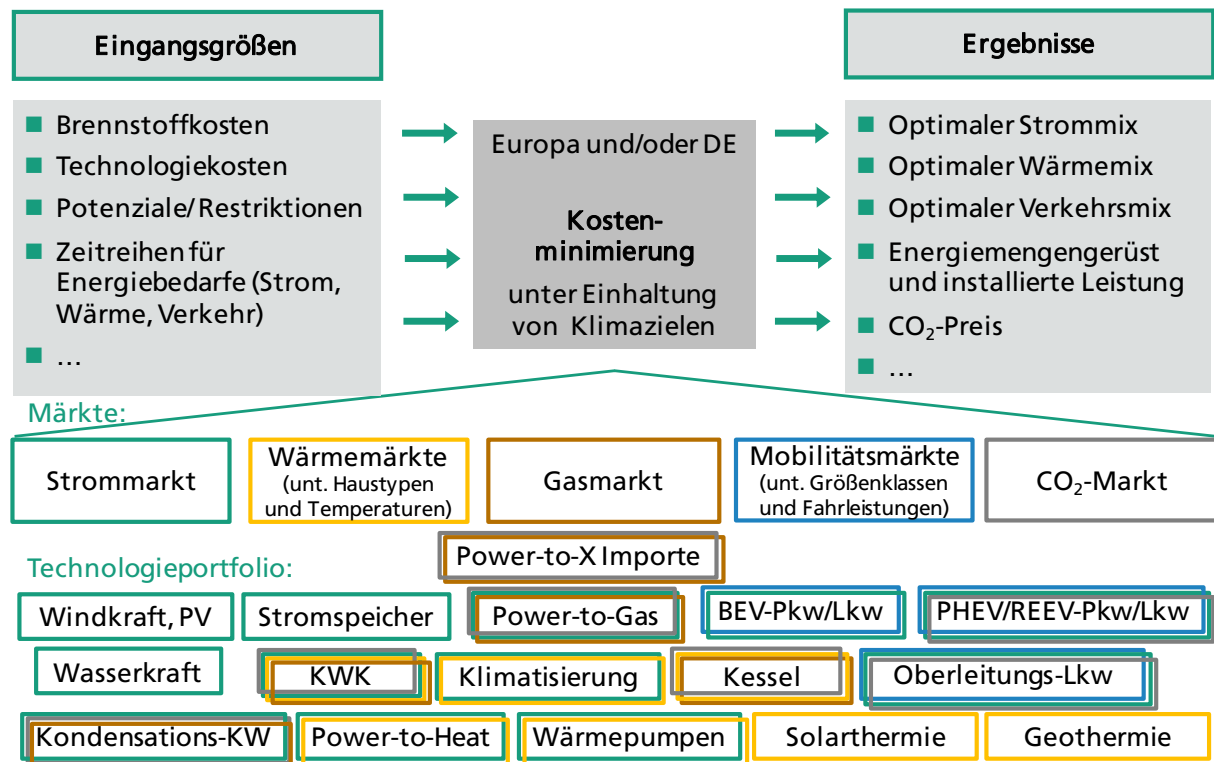 Eingangsgrößen
Ergebnisse
Brennstoffkosten
Technologiekosten
Potenziale/Restriktionen
Zeitreihen für
Energiebedarfe (Strom,
Wärme, Verkehr)
...
Europa und/oder DE
Kosten-
minimierung
unter Einhaltung
von Klimazielen
Optimaler Strommix
Optimaler Wärmemix
Optimaler Verkehrsmix
Energiemengengerüst
und installierte Leistung
CO₂-Preis
...
Märkte:
Strommarkt
Wärmemärkte
(unt. Haustypen
und Temperaturen)
Gasmarkt
Mobilitätsmärkte
(unt. Größenklassen
und Fahrleistungen)
CO₂-Markt
Power-to-X Importe
Technologieportfolio:
Windkraft, PV
Stromspeicher
Power-to-Gas
BEV-Pkw/Lkw
PHEV/REEV-Pkw/Lkw
Wasserkraft
KWK
Klimatisierung
Kessel
Oberleitungs-Lkw
Kondensations-KW
Power-to-Heat
Wärmepumpen
Solarthermie
Geothermie